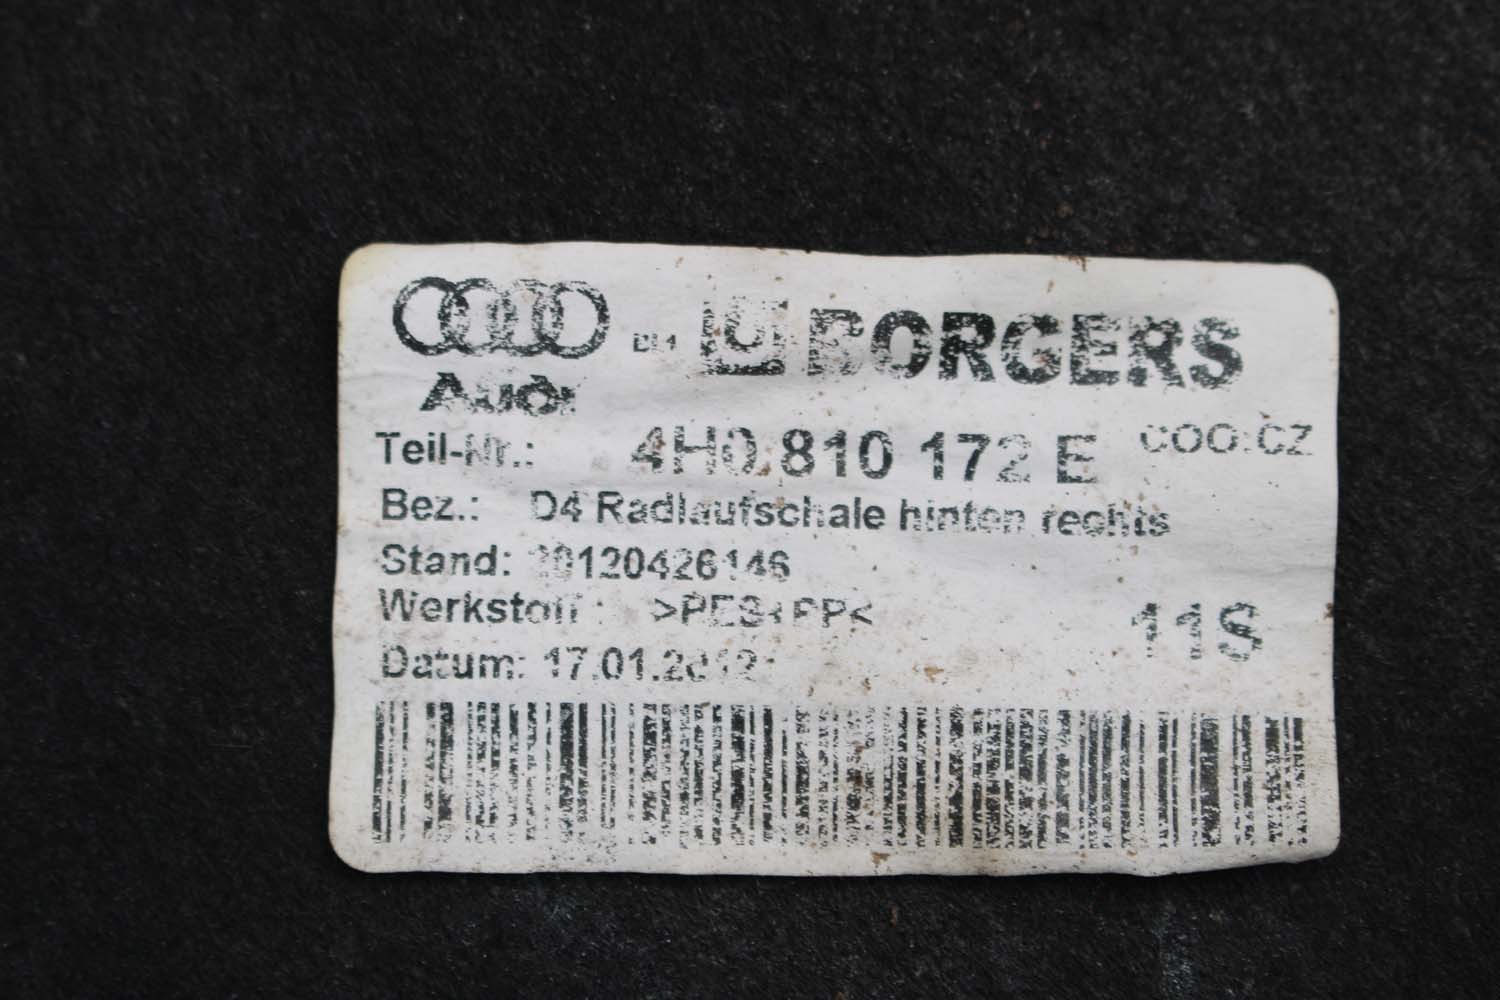 BORGERS
Audi
Teil-Nr.: 4H0 810 172 E COO:CZ
Bez.: D4 Radlaufschale hinten rechts
Stand: 20120426146
Werkstoff: >PES+PP<
11S
Datum: 17.01.2012